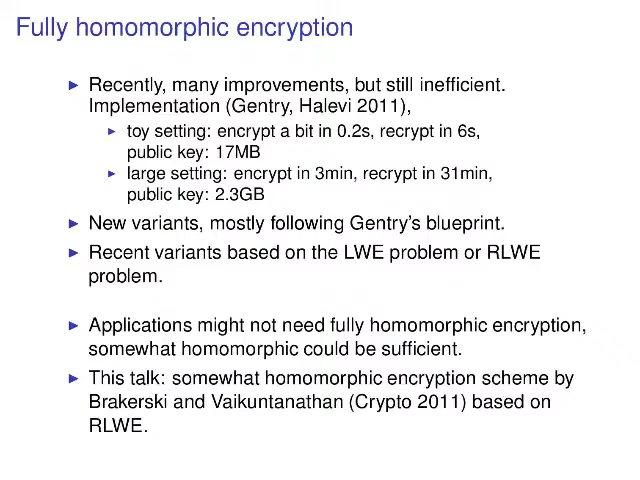 Fully homomorphic encryption
▶ Recently, many improvements, but still inefficient.
Implementation (Gentry, Halevi 2011),
▶ toy setting: encrypt a bit in 0.2s, recrypt in 6s,
public key: 17MB
▶ large setting: encrypt in 3min, recrypt in 31min,
public key: 2.3GB
▶ New variants, mostly following Gentry's blueprint.
▶ Recent variants based on the LWE problem or RLWE
problem.
▶ Applications might not need fully homomorphic encryption,
somewhat homomorphic could be sufficient.
▶ This talk: somewhat homomorphic encryption scheme by
Brakerski and Vaikuntanathan (Crypto 2011) based on
RLWE.